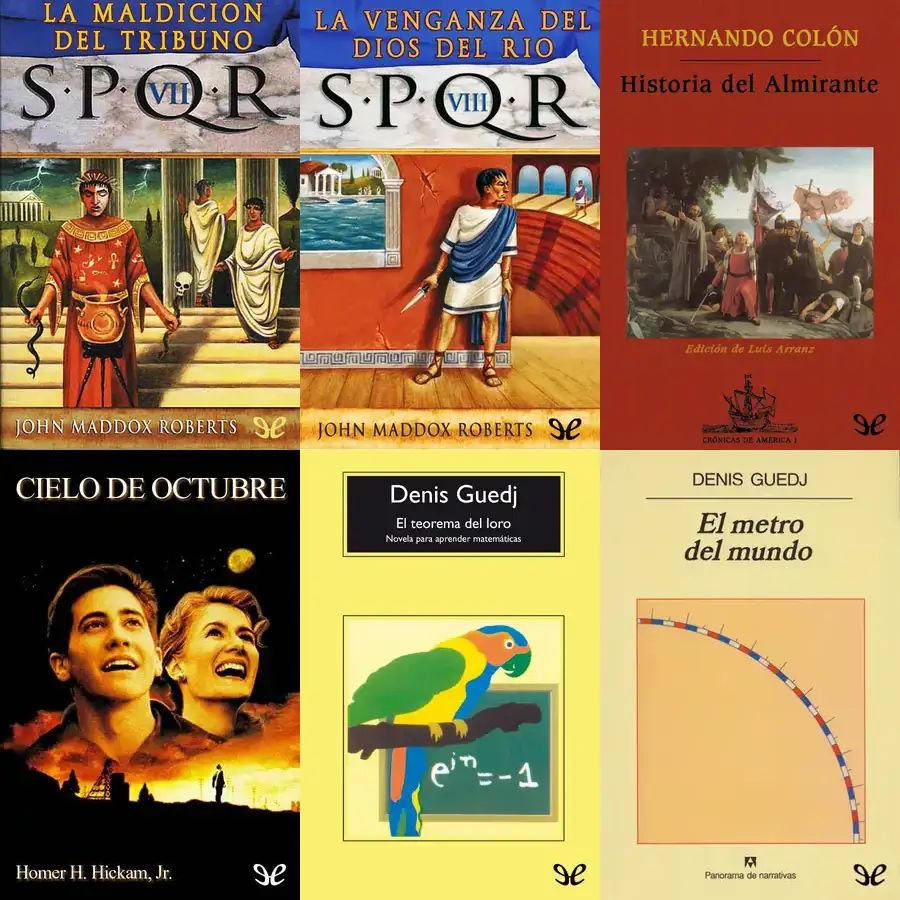 LA MALDICION
DEL TRIBUNO
S·P·Q·R
VII
JOHN MADDOX ROBERTS
LA VENGANZA DEL
DIOS DEL RIO
S·P·Q·R
VIII
JOHN MADDOX ROBERTS
HERNANDO COLÓN
Historia del Almirante
Edición de Luis Arranz
CRÓNICAS DE AMÉRICA 1
CIELO DE OCTUBRE
Homer H. Hickam, Jr.
Denis Guedj
El teorema del loro
Novela para aprender matemáticas
e^iπ = -1
DENIS GUEDJ
El metro
del mundo
Panorama de narrativas